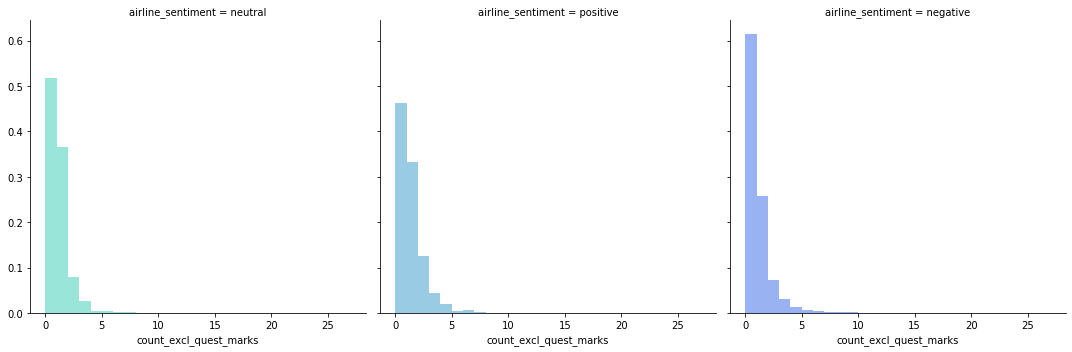 airline_sentiment = neutral
airline_sentiment = positive
airline_sentiment = negative
0.6
0.5
0.4
0.3
0.2
0.1
0.0
0 5 10 15 20 25
0 5 10 15 20 25
0 5 10 15 20 25
count_excl_quest_marks
count_excl_quest_marks
count_excl_quest_marks